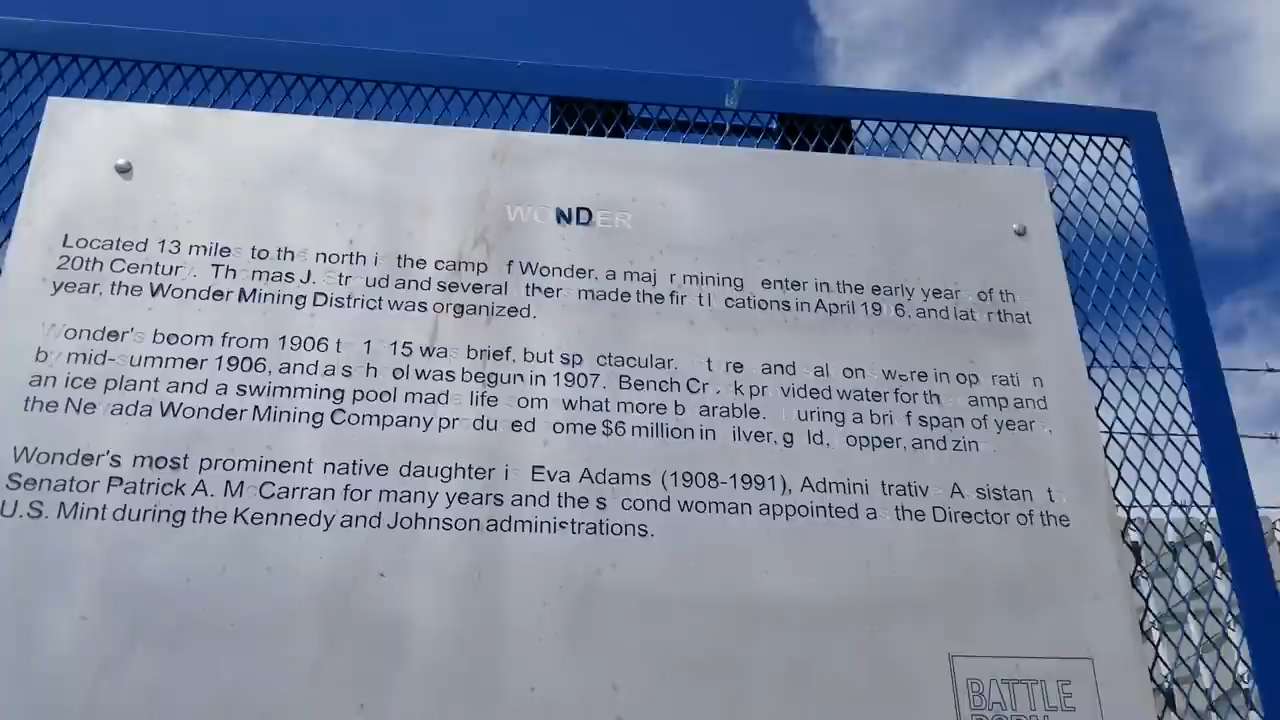 WONDER
Located 13 miles to the north is the camp of Wonder, a major mining center in the early years of the
20th Century. Thomas J. Stroud and several others made the first locations in April 1906, and later that
year, the Wonder Mining District was organized.
Wonder's boom from 1906 to 1915 was brief, but spectacular. Stores and saloons were in operation
by mid-summer 1906, and a school was begun in 1907. Bench Creek provided water for the camp and
an ice plant and a swimming pool made life somewhat more bearable. During a brief span of years,
the Nevada Wonder Mining Company produced some $6 million in silver, gold, copper, and zinc.
Wonder's most prominent native daughter is Eva Adams (1908-1991), Administrative Assistant to
Senator Patrick A. McCarran for many years and the second woman appointed as the Director of the
U.S. Mint during the Kennedy and Johnson administrations.
BATTLE
BORN